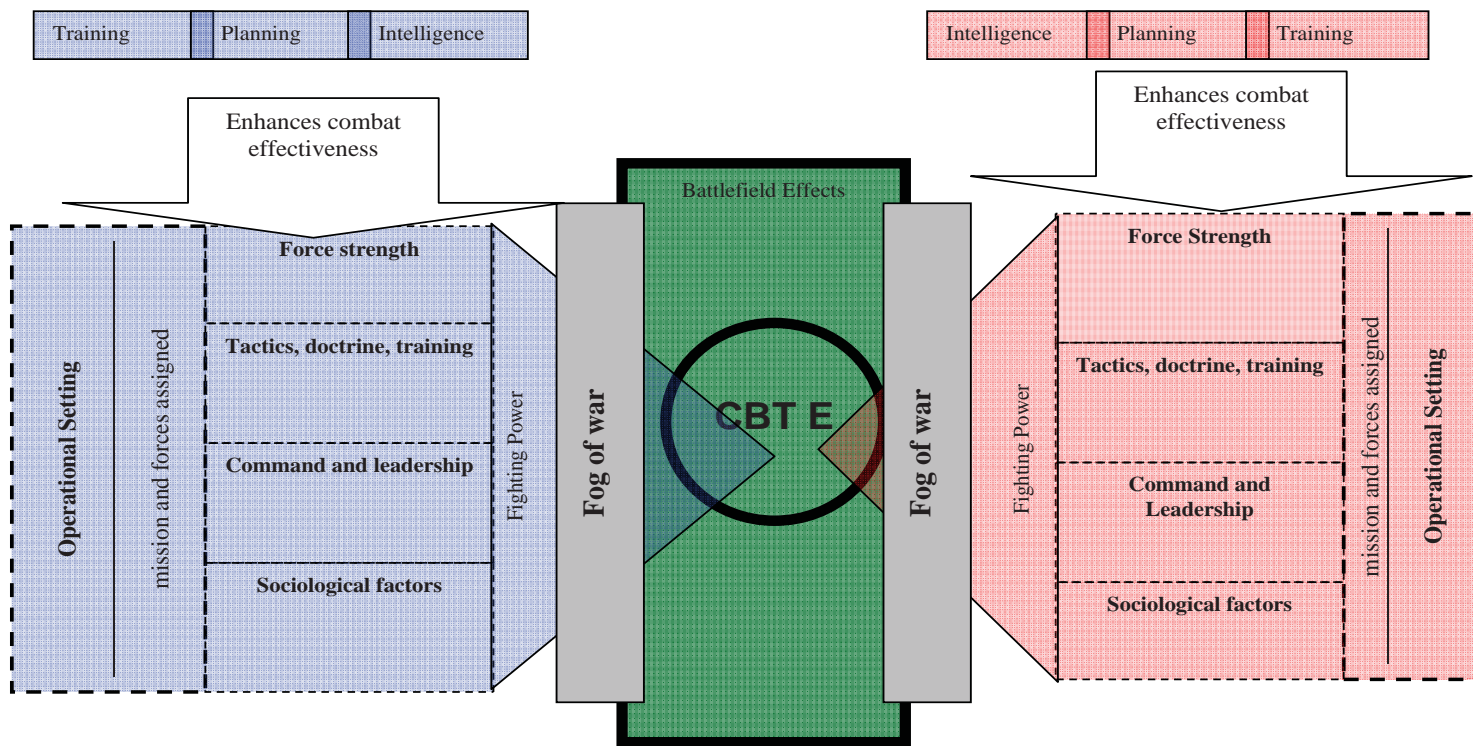 Training Planning Intelligence
Enhances combat
effectiveness
Operational Setting
mission and forces assigned
Force strength
Tactics, doctrine, training
Command and leadership
Sociological factors
Fighting Power
Fog of war
Battlefield Effects
CBT E
Fog of war
Intelligence Planning Training
Enhances combat
effectiveness
Fighting Power
Force Strength
Tactics, doctrine, training
Command and
Leadership
Sociological factors
mission and forces assigned
Operational Setting